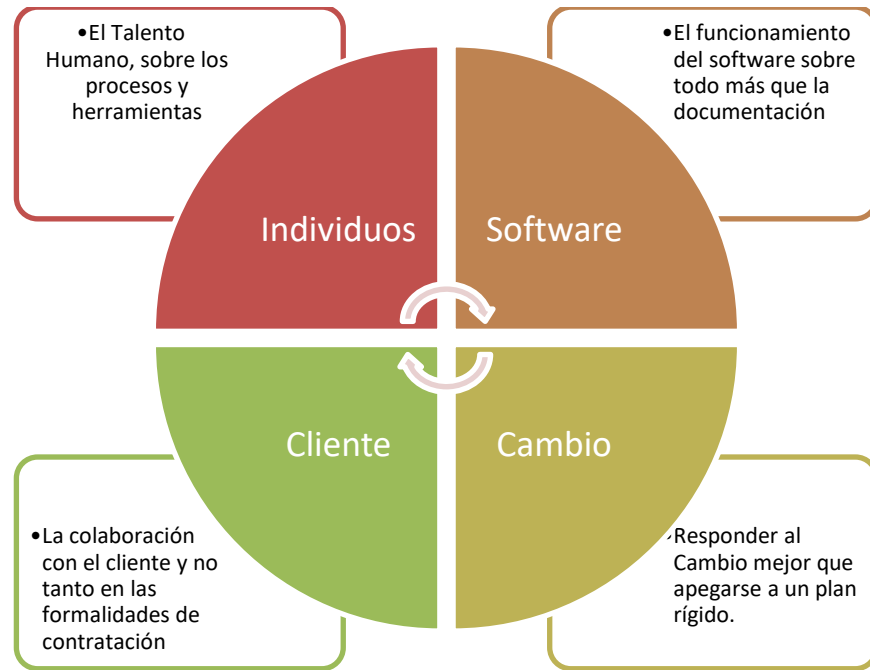 •El Talento
Humano, sobre los
procesos y
herramientas
•El funcionamiento
del software sobre
todo más que la
documentación
Individuos
Software
Cliente
Cambio
•La colaboración
con el cliente y no
tanto en las
formalidades de
contratación
•Responder al
Cambio mejor que
apegarse a un plan
rígido.